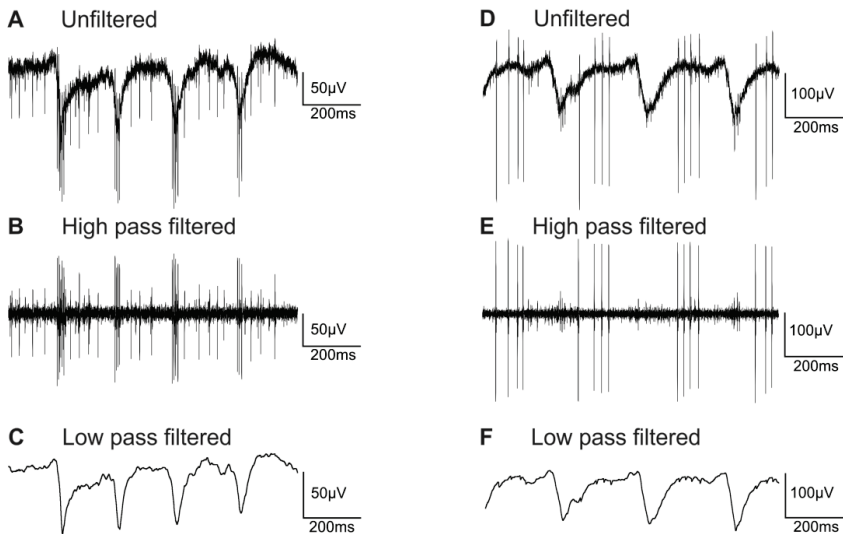 A Unfiltered
50µV
200ms
B High pass filtered
50µV
200ms
C Low pass filtered
50µV
200ms
D Unfiltered
100µV
200ms
E High pass filtered
100µV
200ms
F Low pass filtered
100µV
200ms